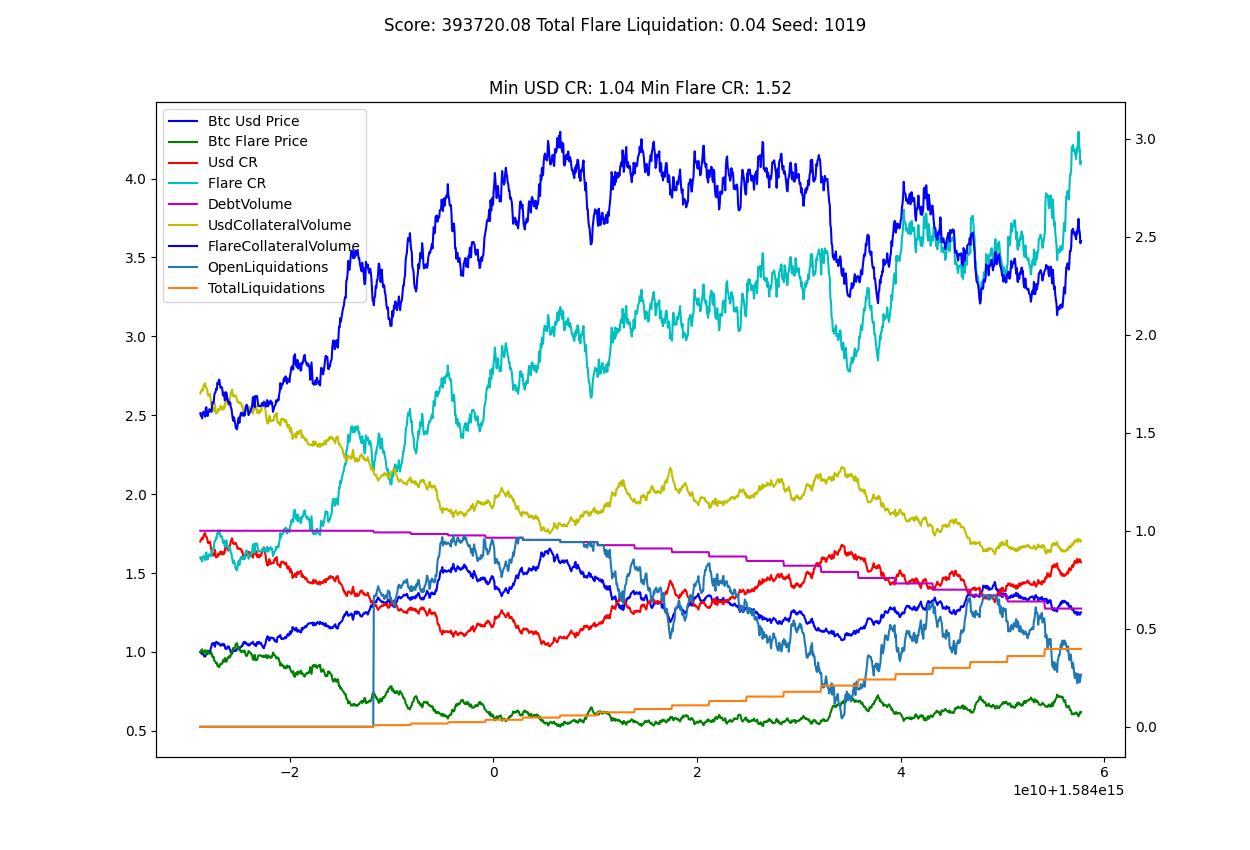 Score: 393720.08 Total Flare Liquidation: 0.04 Seed: 1019
Min USD CR: 1.04 Min Flare CR: 1.52
Btc Usd Price
Btc Flare Price
Usd CR
Flare CR
DebtVolume
UsdCollateralVolume
FlareCollateralVolume
OpenLiquidations
TotalLiquidations
4.0
3.5
3.0
2.5
2.0
1.5
1.0
0.5
3.0
2.5
2.0
1.5
1.0
0.5
0.0
−2 0 2 4 6
1e10+1.584e15